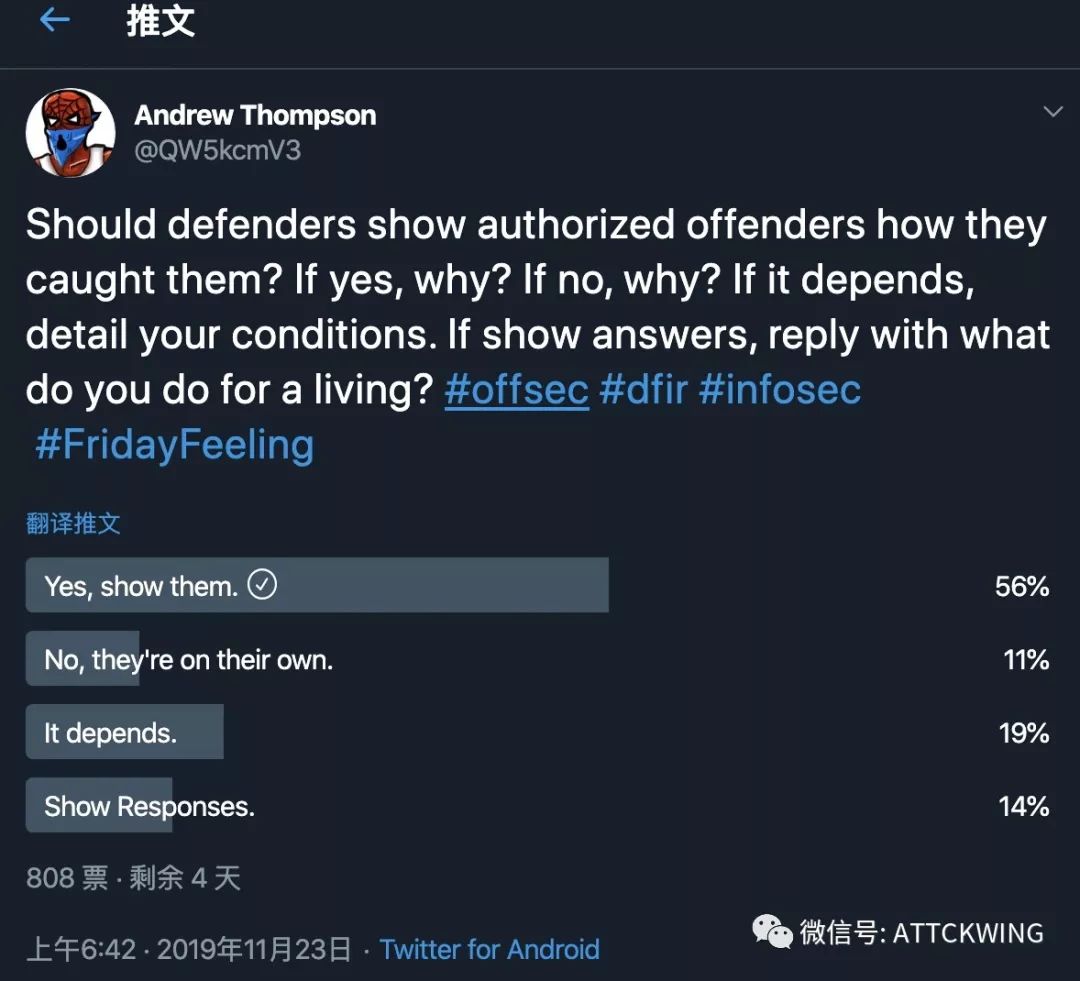 推文
Andrew Thompson
@QW5kcmV3
Should defenders show authorized offenders how they
caught them? If yes, why? If no, why? If it depends,
detail your conditions. If show answers, reply with what
do you do for a living? #offsec #dfir #infosec
#FridayFeeling
翻译推文
Yes, show them. 56%
No, they're on their own. 11%
It depends. 19%
Show Responses. 14%
808 票 · 剩余 4 天
上午6:42 · 2019年11月23日 · Twitter for Android
微信号: ATTCKWING